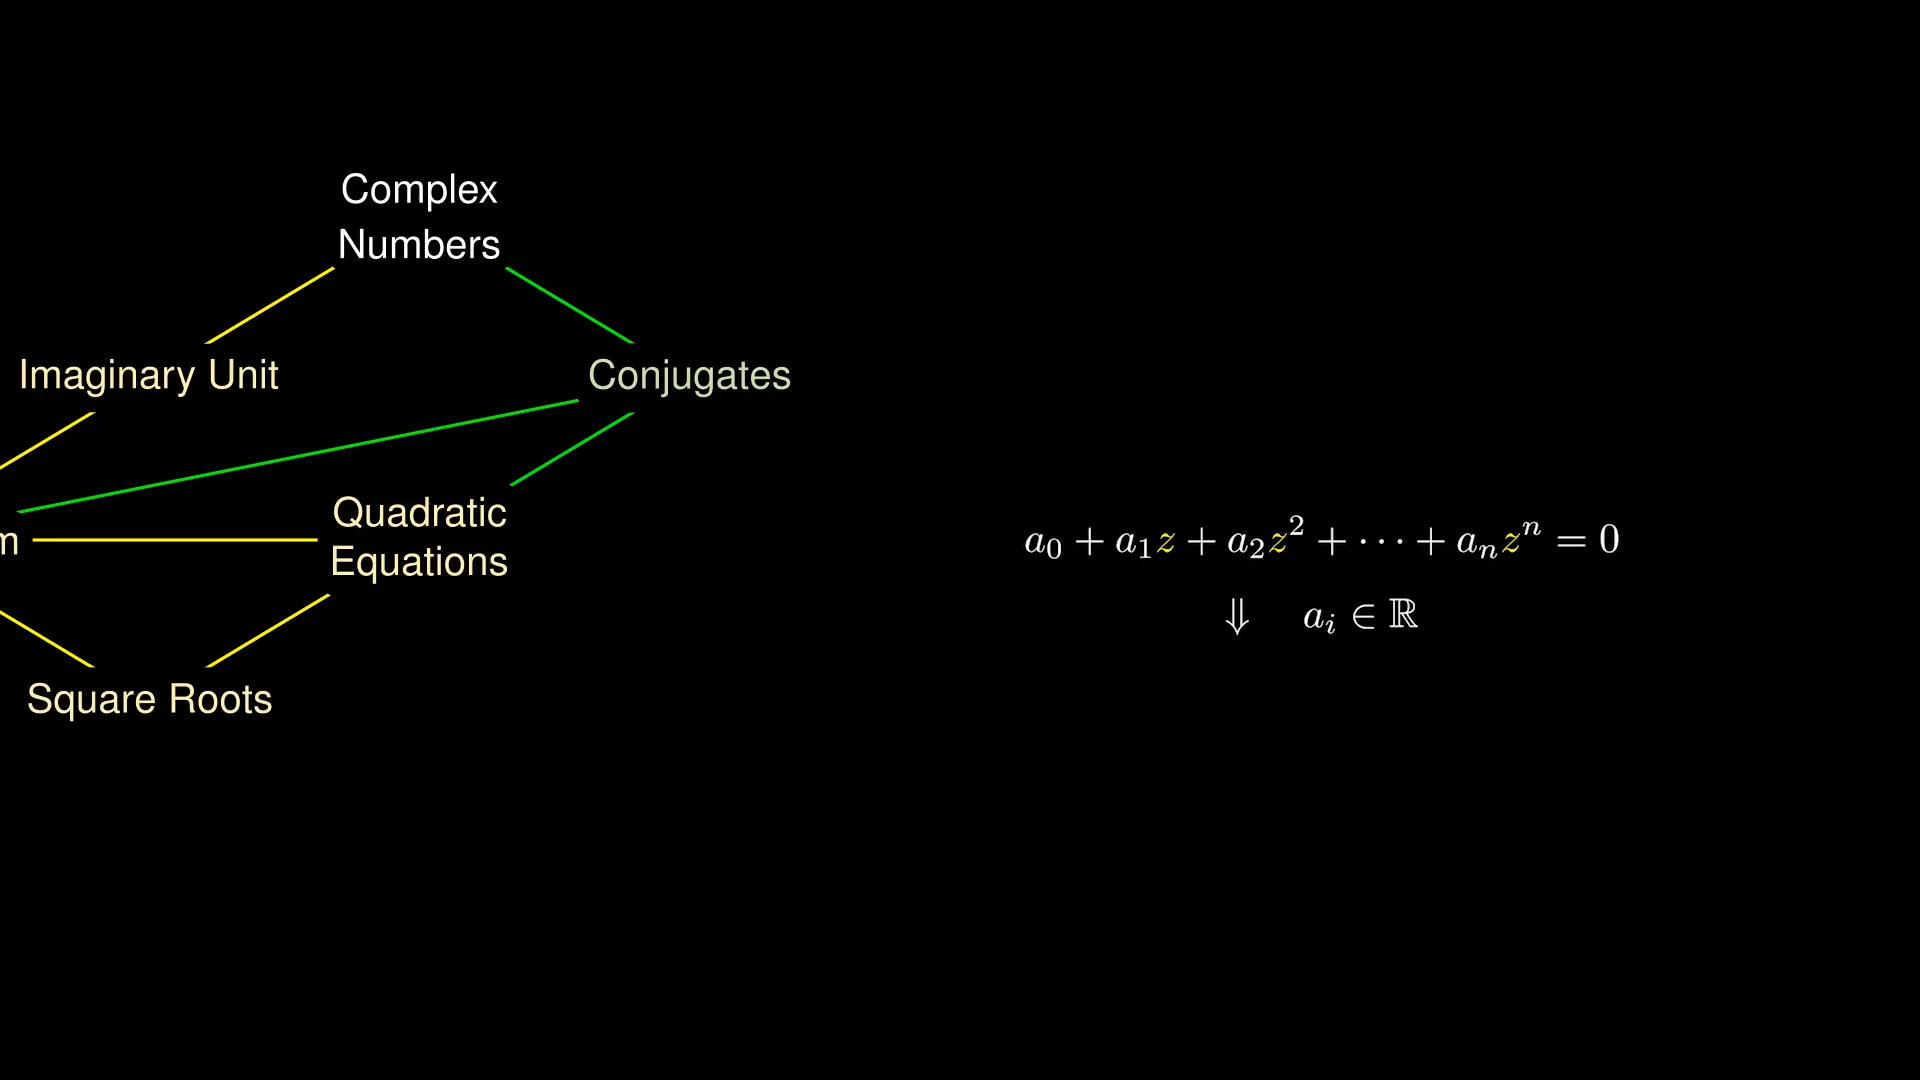 Complex
Numbers
Imaginary Unit
Conjugates
m
Quadratic
Equations
Square Roots
a₀ + a₁z + a₂z² + ⋯ + aₙzⁿ = 0
⇓ aᵢ ∈ ℝ